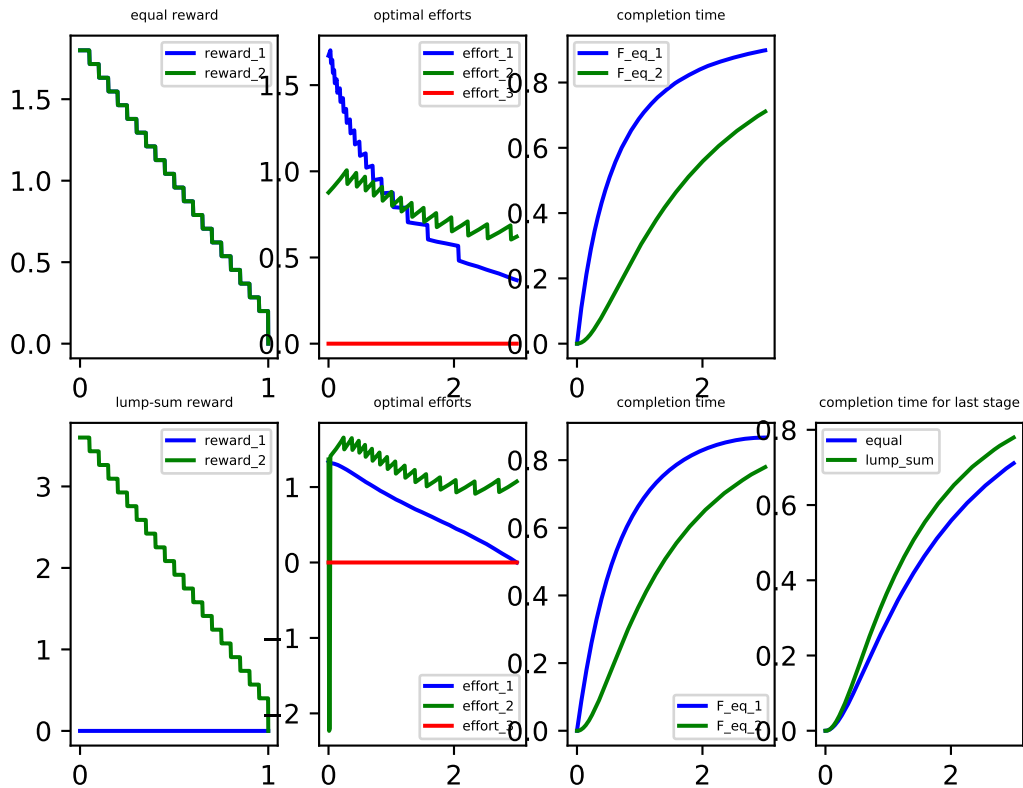 equal reward
optimal efforts
completion time
reward_1
reward_2
effort_1
effort_2
effort_3
F_eq_1
F_eq_2
1.5
1.0
0.5
0.0
0
1
1.5
1.0
0.5
0.0
0
2
0.8
0.6
0.4
0.2
0.0
0
2
lump-sum reward
optimal efforts
completion time
completion time for last stage
reward_1
reward_2
effort_1
effort_2
effort_3
F_eq_1
F_eq_2
equal
lump_sum
3
2
1
0
0
1
1
0
−1
−2
0
2
0.8
0.6
0.4
0.2
0.0
0
2
0.8
0.6
0.4
0.2
0.0
0
2